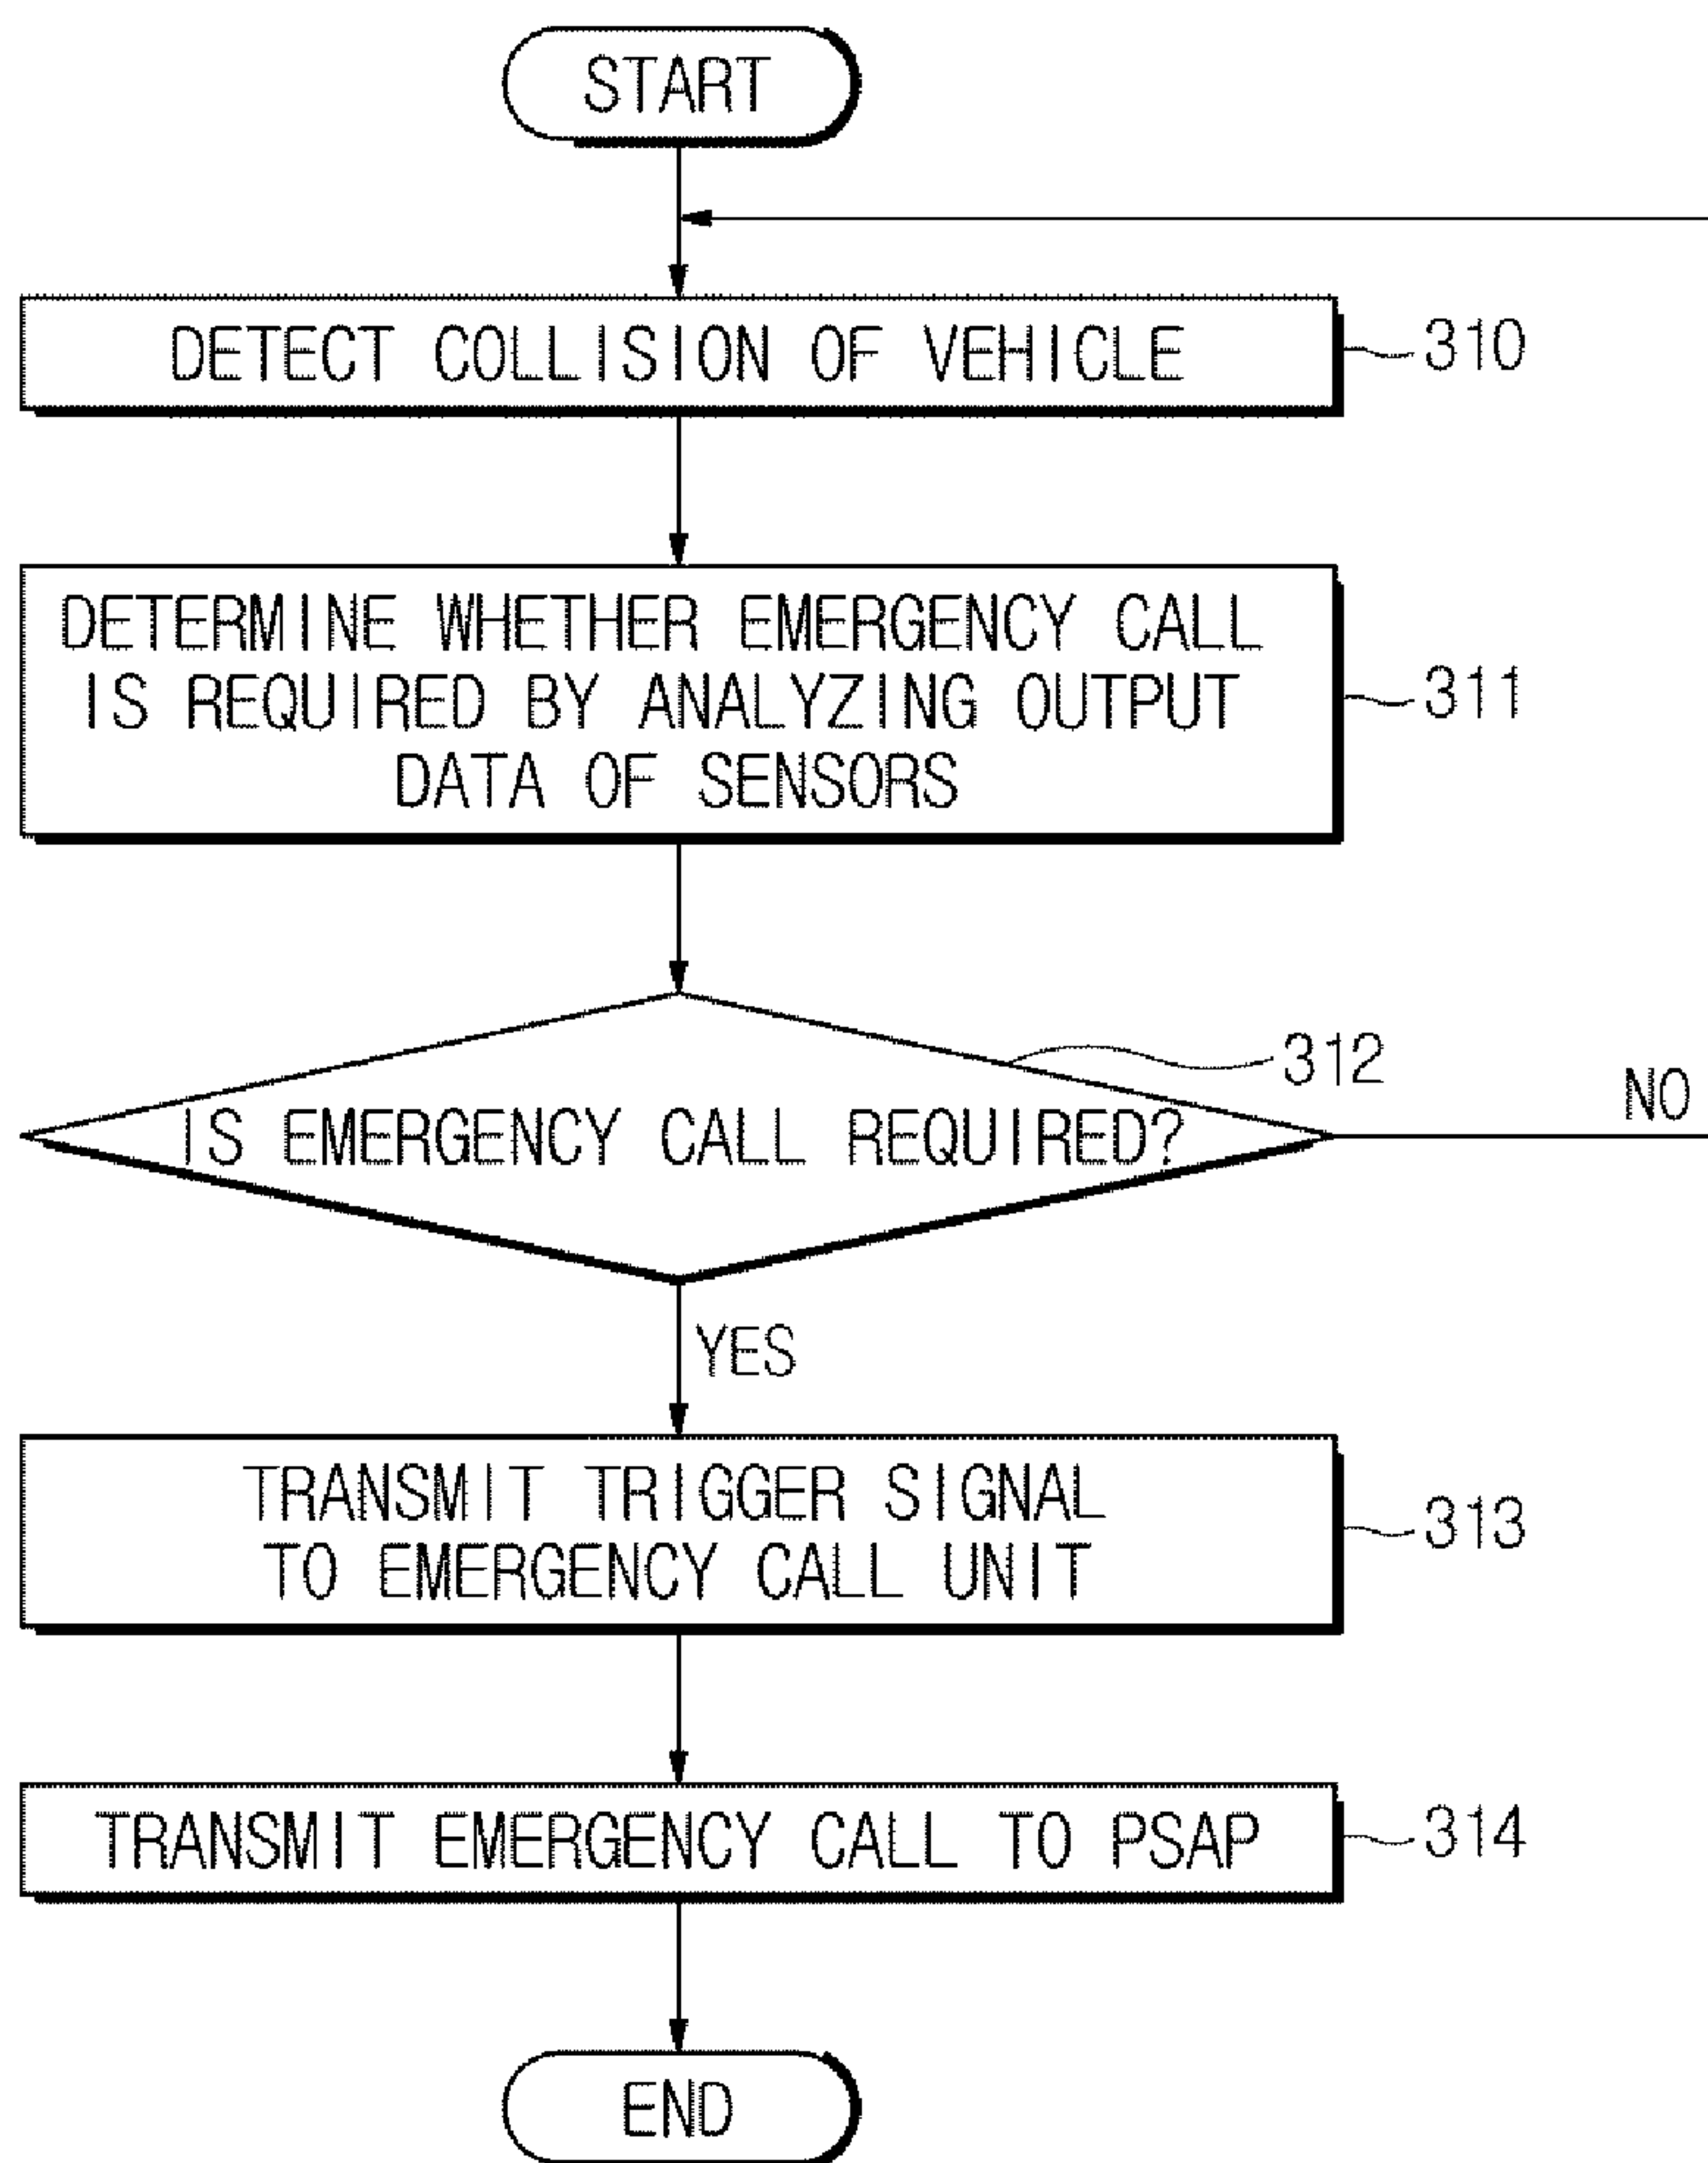 START
DETECT COLLISION OF VEHICLE
310
DETERMINE WHETHER EMERGENCY CALL
IS REQUIRED BY ANALYZING OUTPUT
DATA OF SENSORS
311
312
IS EMERGENCY CALL REQUIRED?
NO
YES
TRANSMIT TRIGGER SIGNAL
TO EMERGENCY CALL UNIT
313
TRANSMIT EMERGENCY CALL TO PSAP
314
END